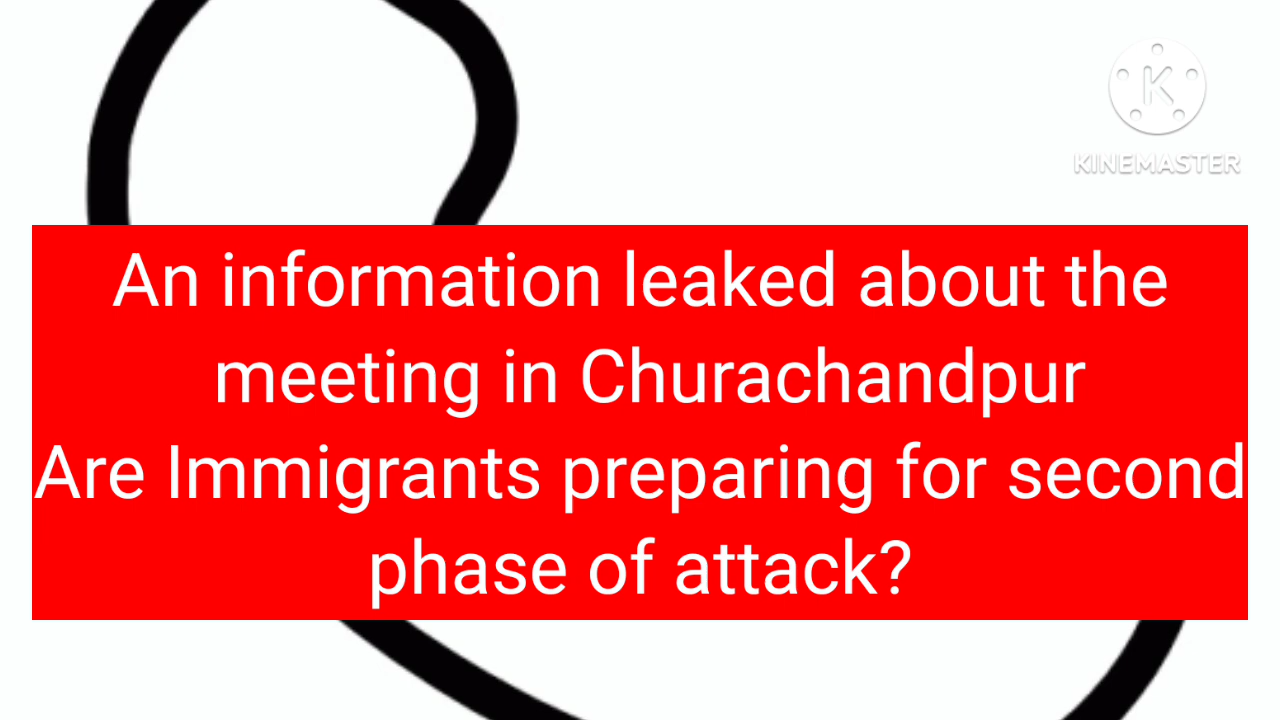 K
KINEMASTER
An information leaked about the
meeting in Churachandpur
Are Immigrants preparing for second
phase of attack?